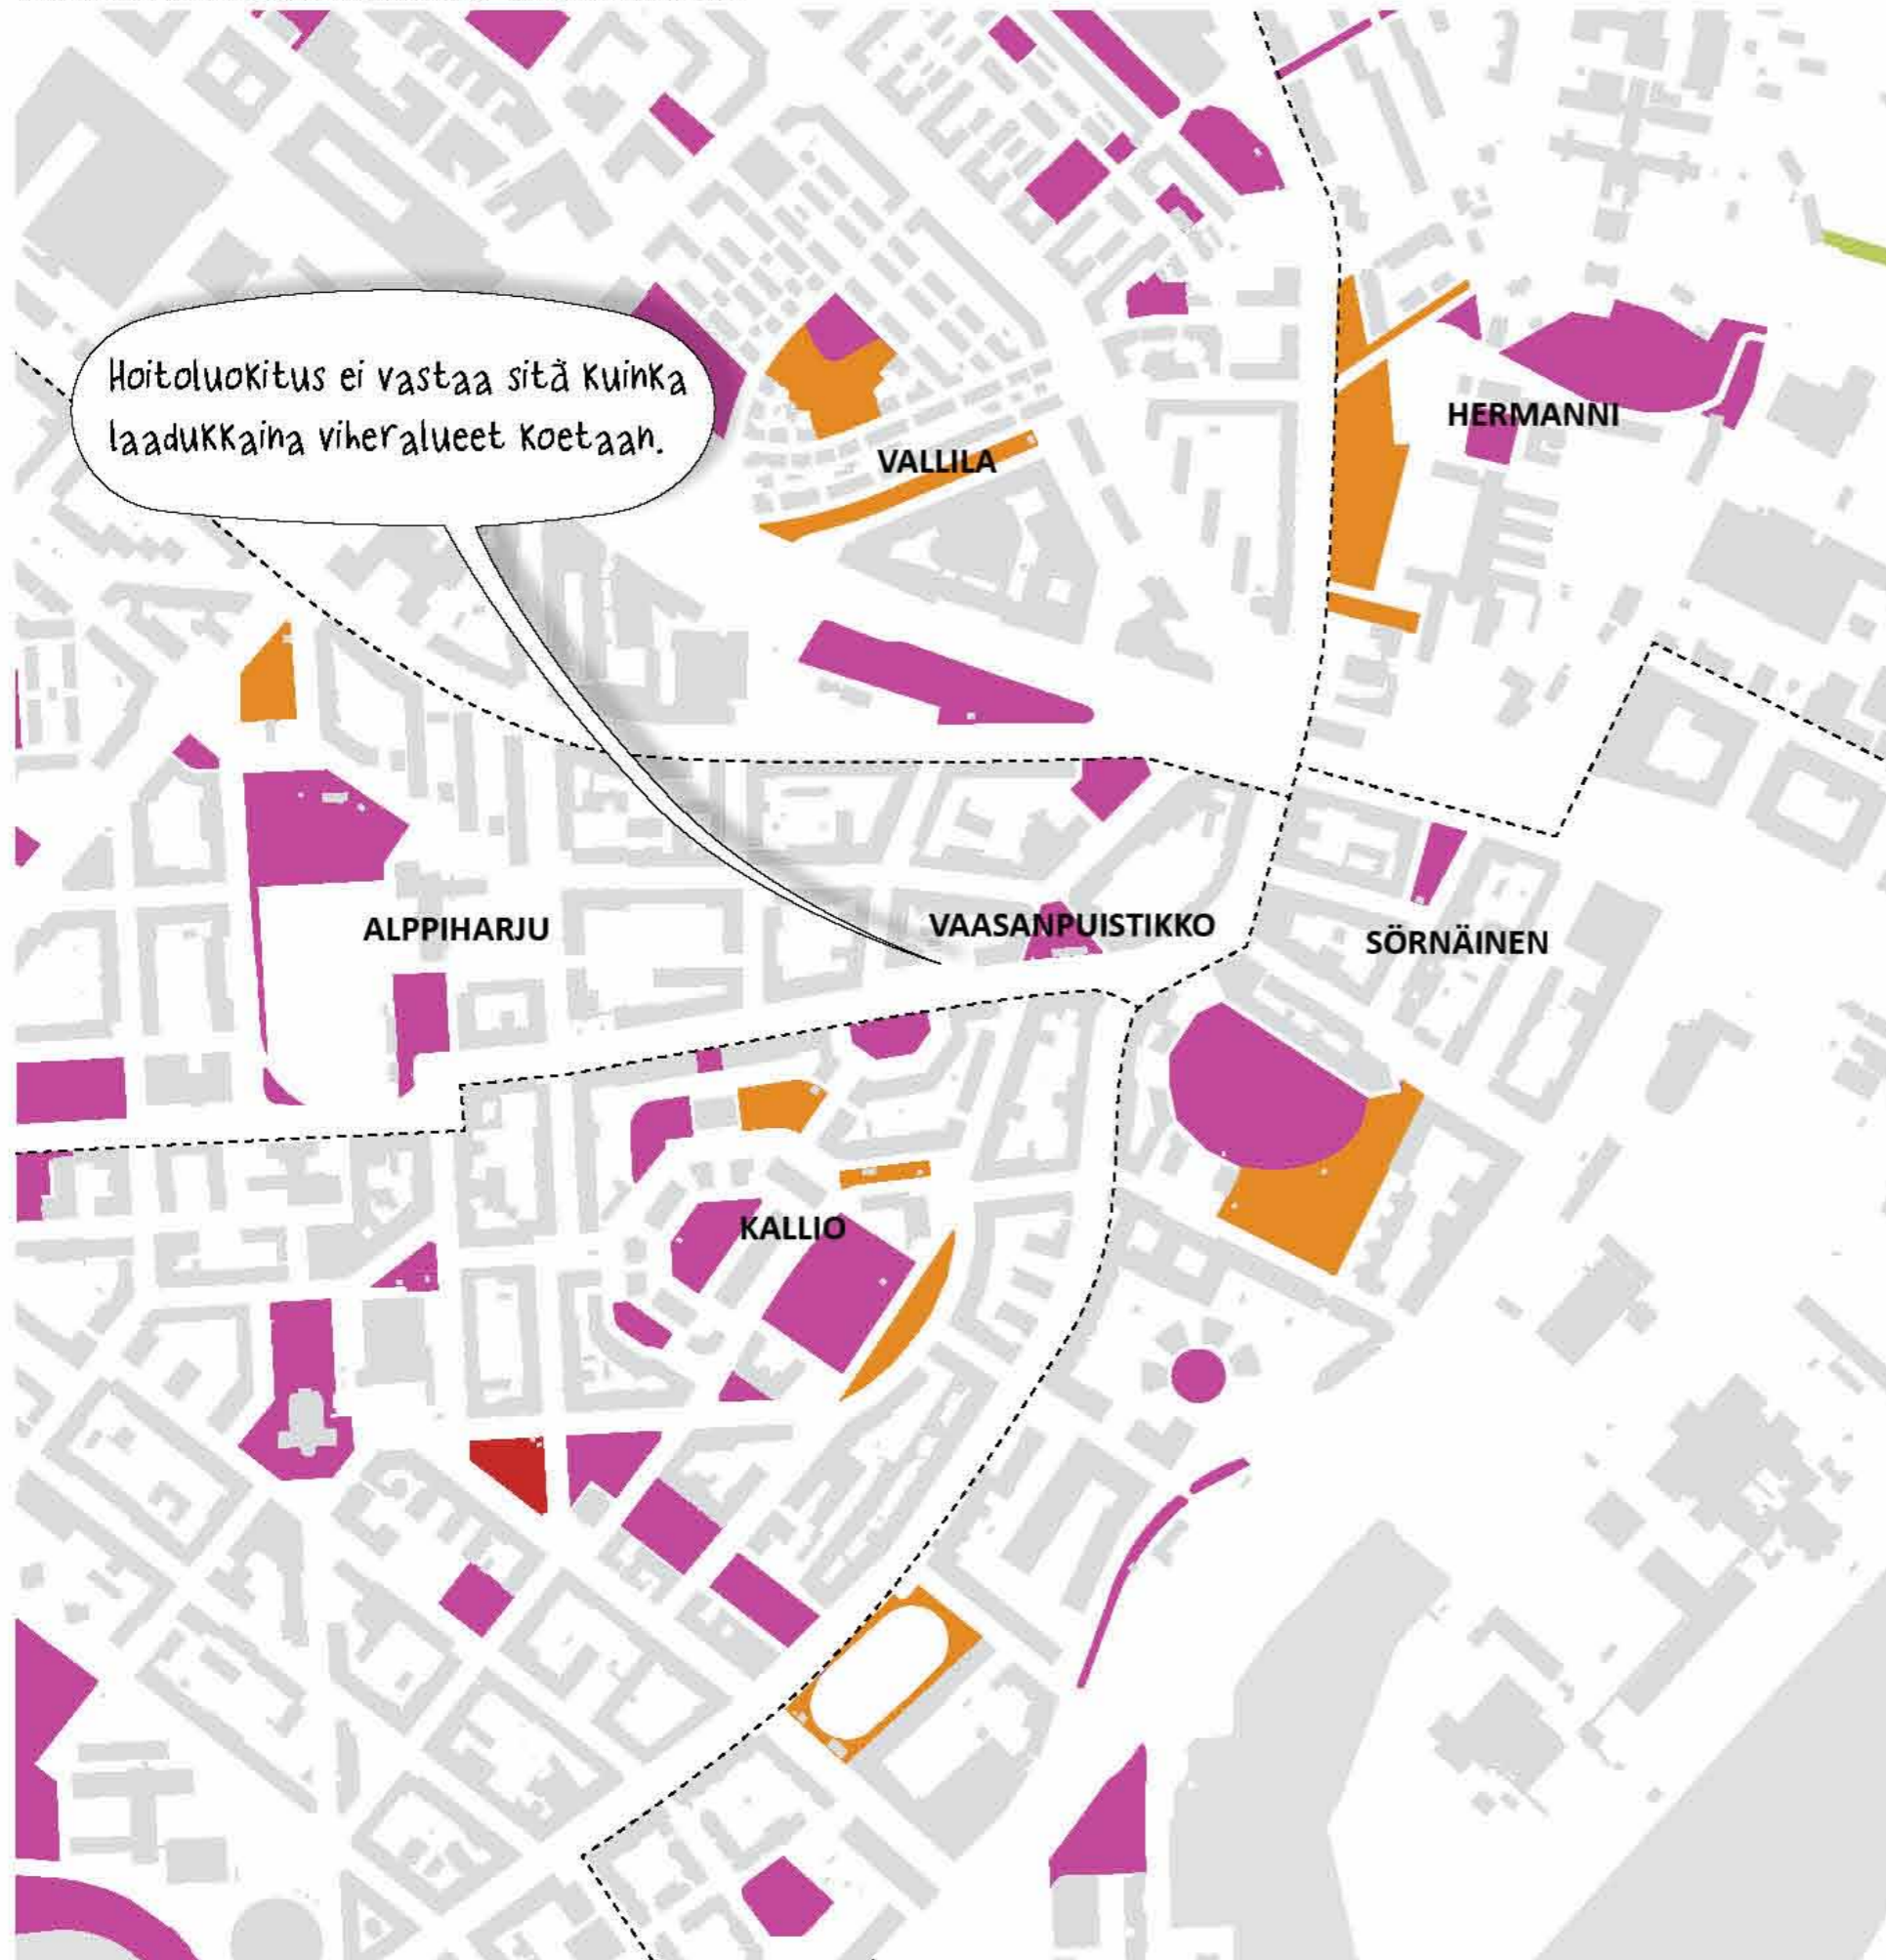 Hoitoluokitus ei vastaa sitä kuinka
laadukkaina viheralueet koetaan.
HERMANNI
VALLILA
ALPPIHARJU
VAASANPUISTIKKO
SÖRNÄINEN
KALLIO